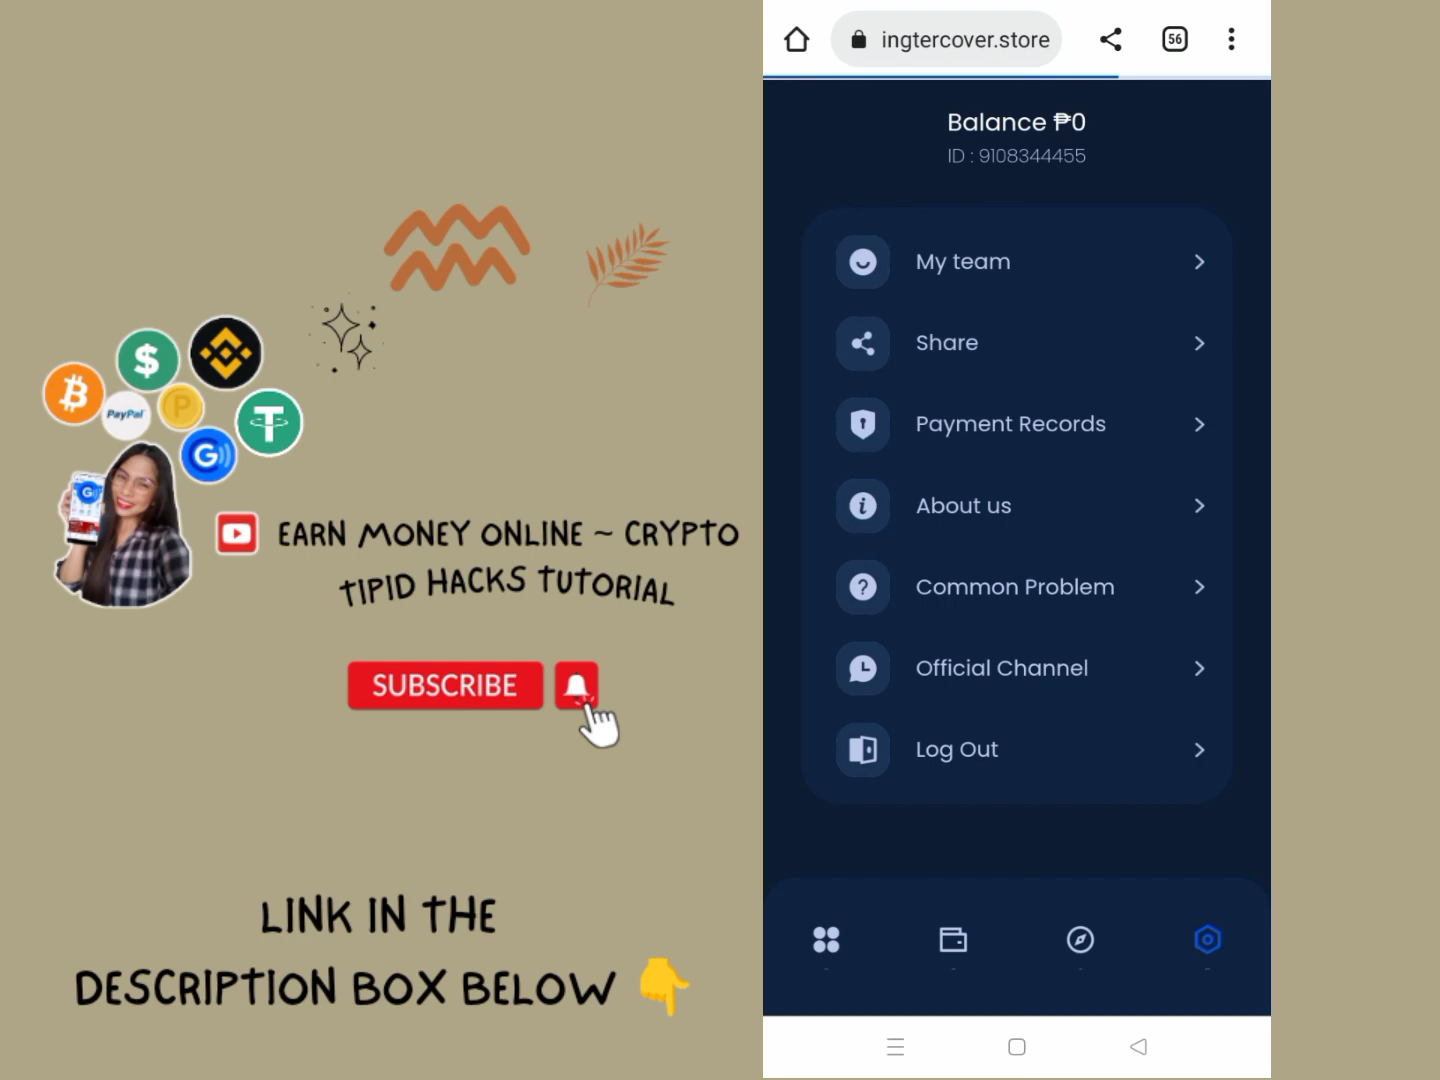 PayPal
EARN MONEY ONLINE ~ CRYPTO
TIPID HACKS TUTORIAL
SUBSCRIBE
LINK IN THE
DESCRIPTION BOX BELOW 👇
ingtercover.store
56
Balance ₱0
ID : 9108344455
My team
Share
Payment Records
About us
Common Problem
Official Channel
Log Out